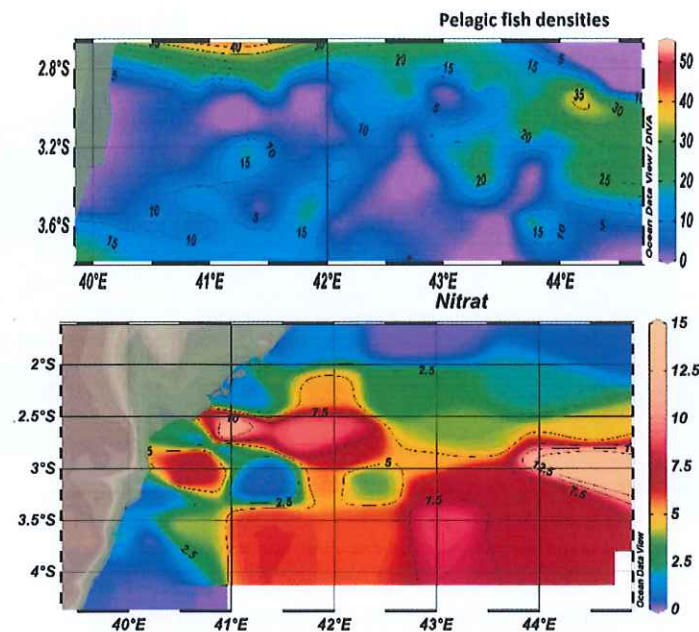 Pelagic fish densities
2.8°S
3.2°S
3.6°S
40°E 41°E 42°E 43°E 44°E
40
35
30
20
15
10
5
25
50
40
30
20
10
0
Ocean Data View / DIVA
Nitrat
2°S
2.5°S
3°S
3.5°S
4°S
40°E 41°E 42°E 43°E 44°E
2.5
7.5
10
5
12.5
15
12.5
10
7.5
5
2.5
0
Ocean Data View